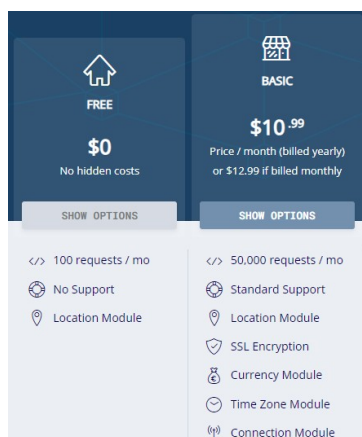 FREE
$0
No hidden costs
SHOW OPTIONS
</> 100 requests / mo
No Support
Location Module
BASIC
$10.99
Price / month (billed yearly)
or $12.99 if billed monthly
SHOW OPTIONS
</> 50,000 requests / mo
Standard Support
Location Module
SSL Encryption
Currency Module
Time Zone Module
Connection Module